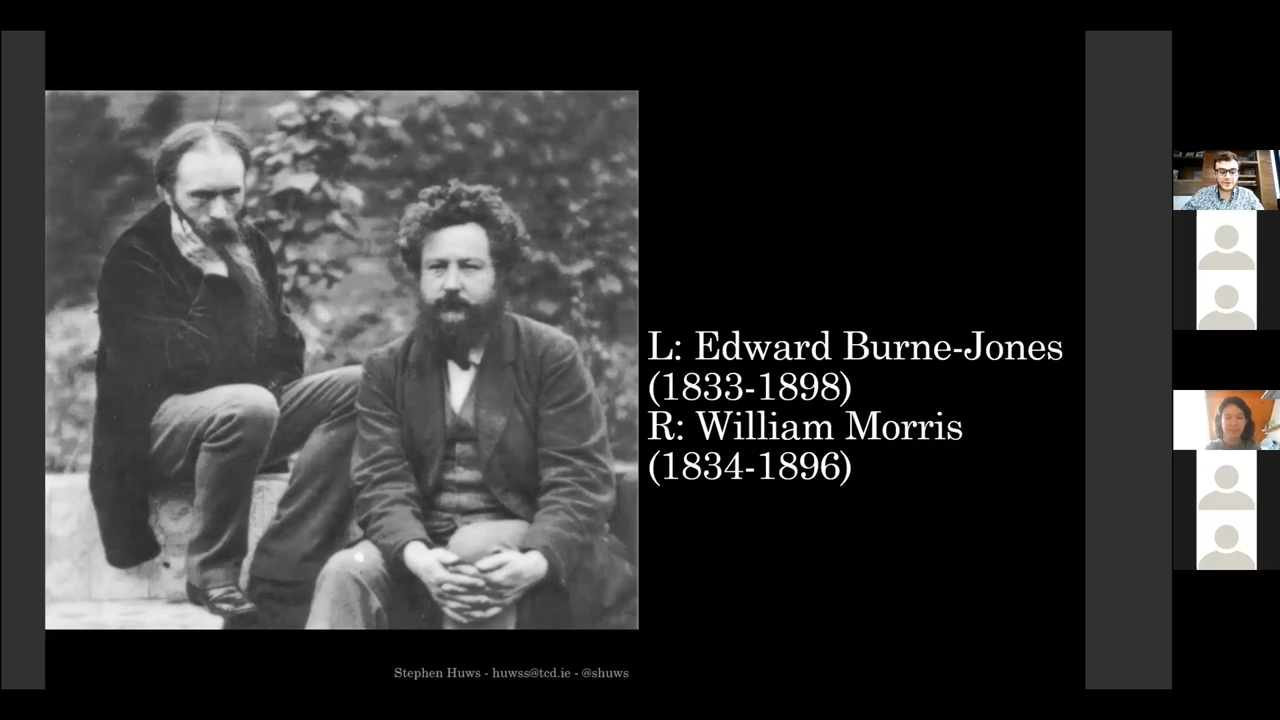 L: Edward Burne-Jones
(1833-1898)
R: William Morris
(1834-1896)
Stephen Huws - huwss@tcd.ie - @shuws